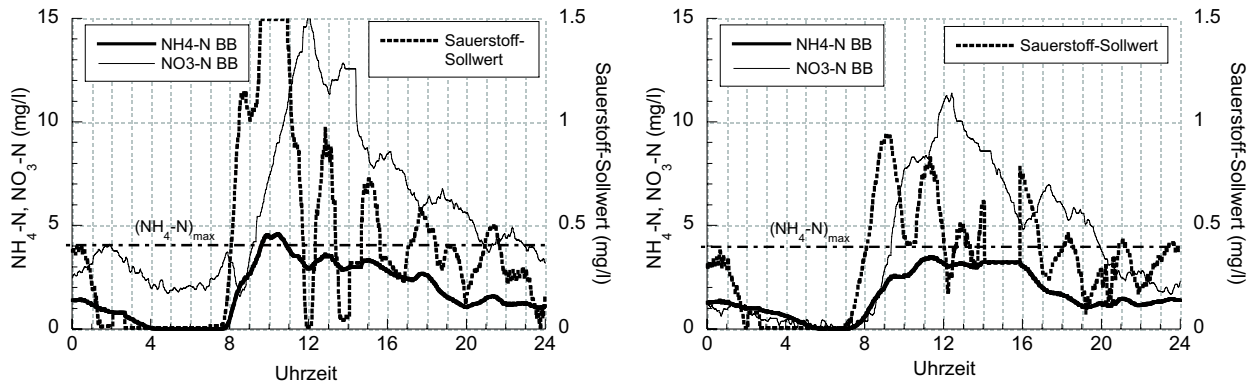 15
10
5
0
NH4-N, NO3-N (mg/l)
NH4-N BB
NO3-N BB
Sauerstoff-
Sollwert
(NH4-N)max
1.5
1
0.5
0
Sauerstoff-Sollwert (mg/l)
0 4 8 12 16 20 24
Uhrzeit
15
10
5
0
NH4-N, NO3-N (mg/l)
NH4-N BB
NO3-N BB
Sauerstoff-Sollwert
(NH4-N)max
1.5
1
0.5
0
Sauerstoff-Sollwert (mg/l)
0 4 8 12 16 20 24
Uhrzeit